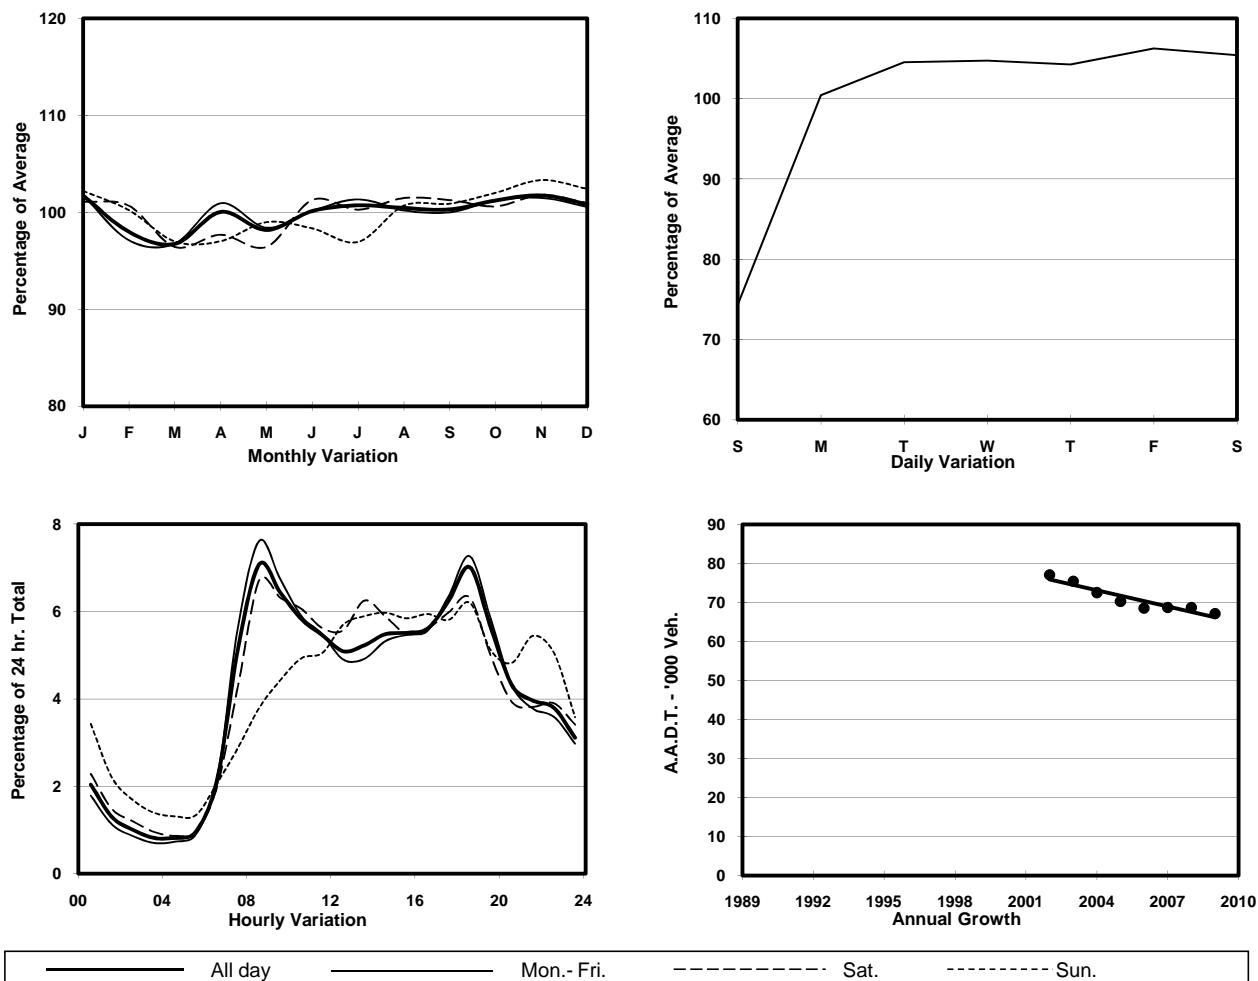 120
110
100
90
80
Percentage of Average
J F M A M J J A S O N D
Monthly Variation
110
100
90
80
70
60
Percentage of Average
S M T W T F S
Daily Variation
8
6
4
2
0
Percentage of 24 hr. Total
00 04 08 12 16 20 24
Hourly Variation
90
80
70
60
50
40
30
20
10
0
A.A.D.T. - '000 Veh.
1989 1992 1995 1998 2001 2004 2007 2010
Annual Growth
All day Mon.- Fri. Sat. Sun.